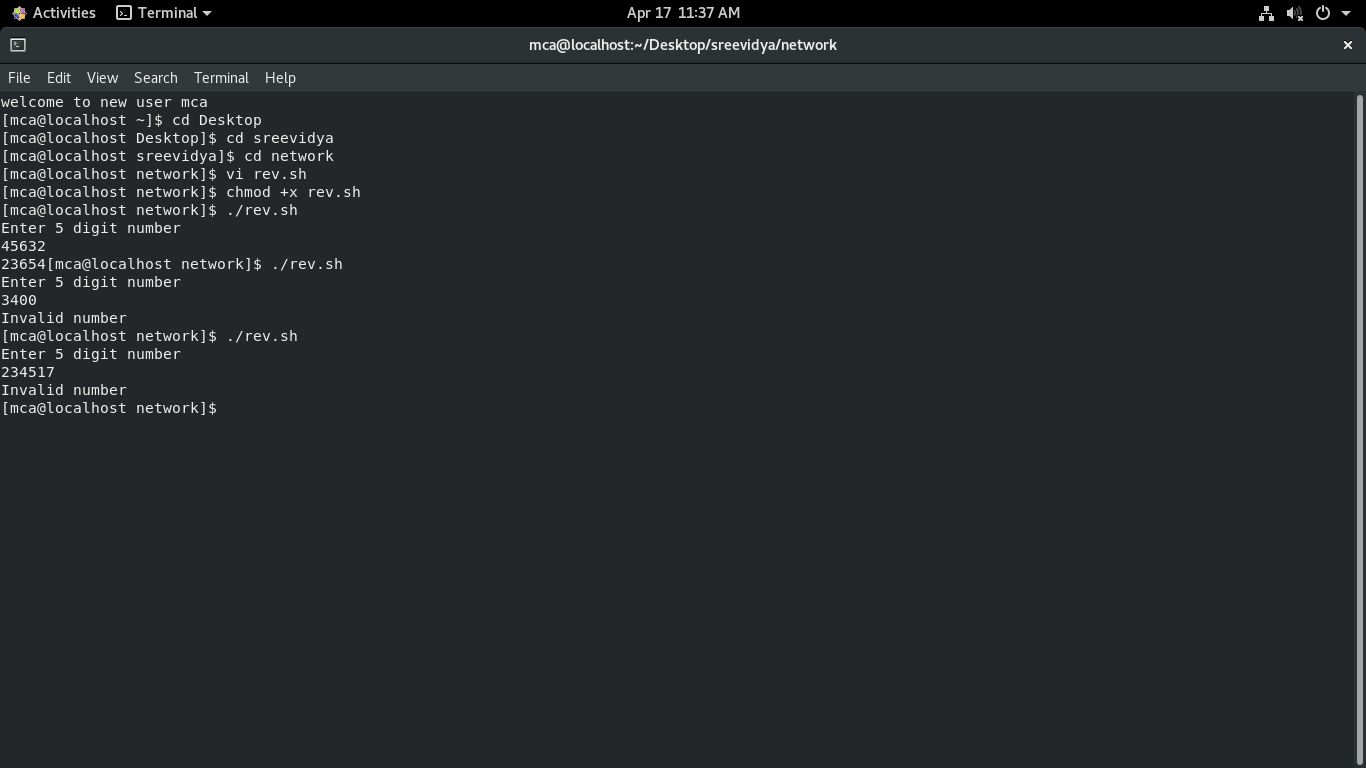 Activities Terminal Apr 17 11:37 AM
mca@localhost:~/Desktop/sreevidya/network
File Edit View Search Terminal Help
welcome to new user mca
[mca@localhost ~]$ cd Desktop
[mca@localhost Desktop]$ cd sreevidya
[mca@localhost sreevidya]$ cd network
[mca@localhost network]$ vi rev.sh
[mca@localhost network]$ chmod +x rev.sh
[mca@localhost network]$ ./rev.sh
Enter 5 digit number
45632
23654[mca@localhost network]$ ./rev.sh
Enter 5 digit number
3400
Invalid number
[mca@localhost network]$ ./rev.sh
Enter 5 digit number
234517
Invalid number
[mca@localhost network]$